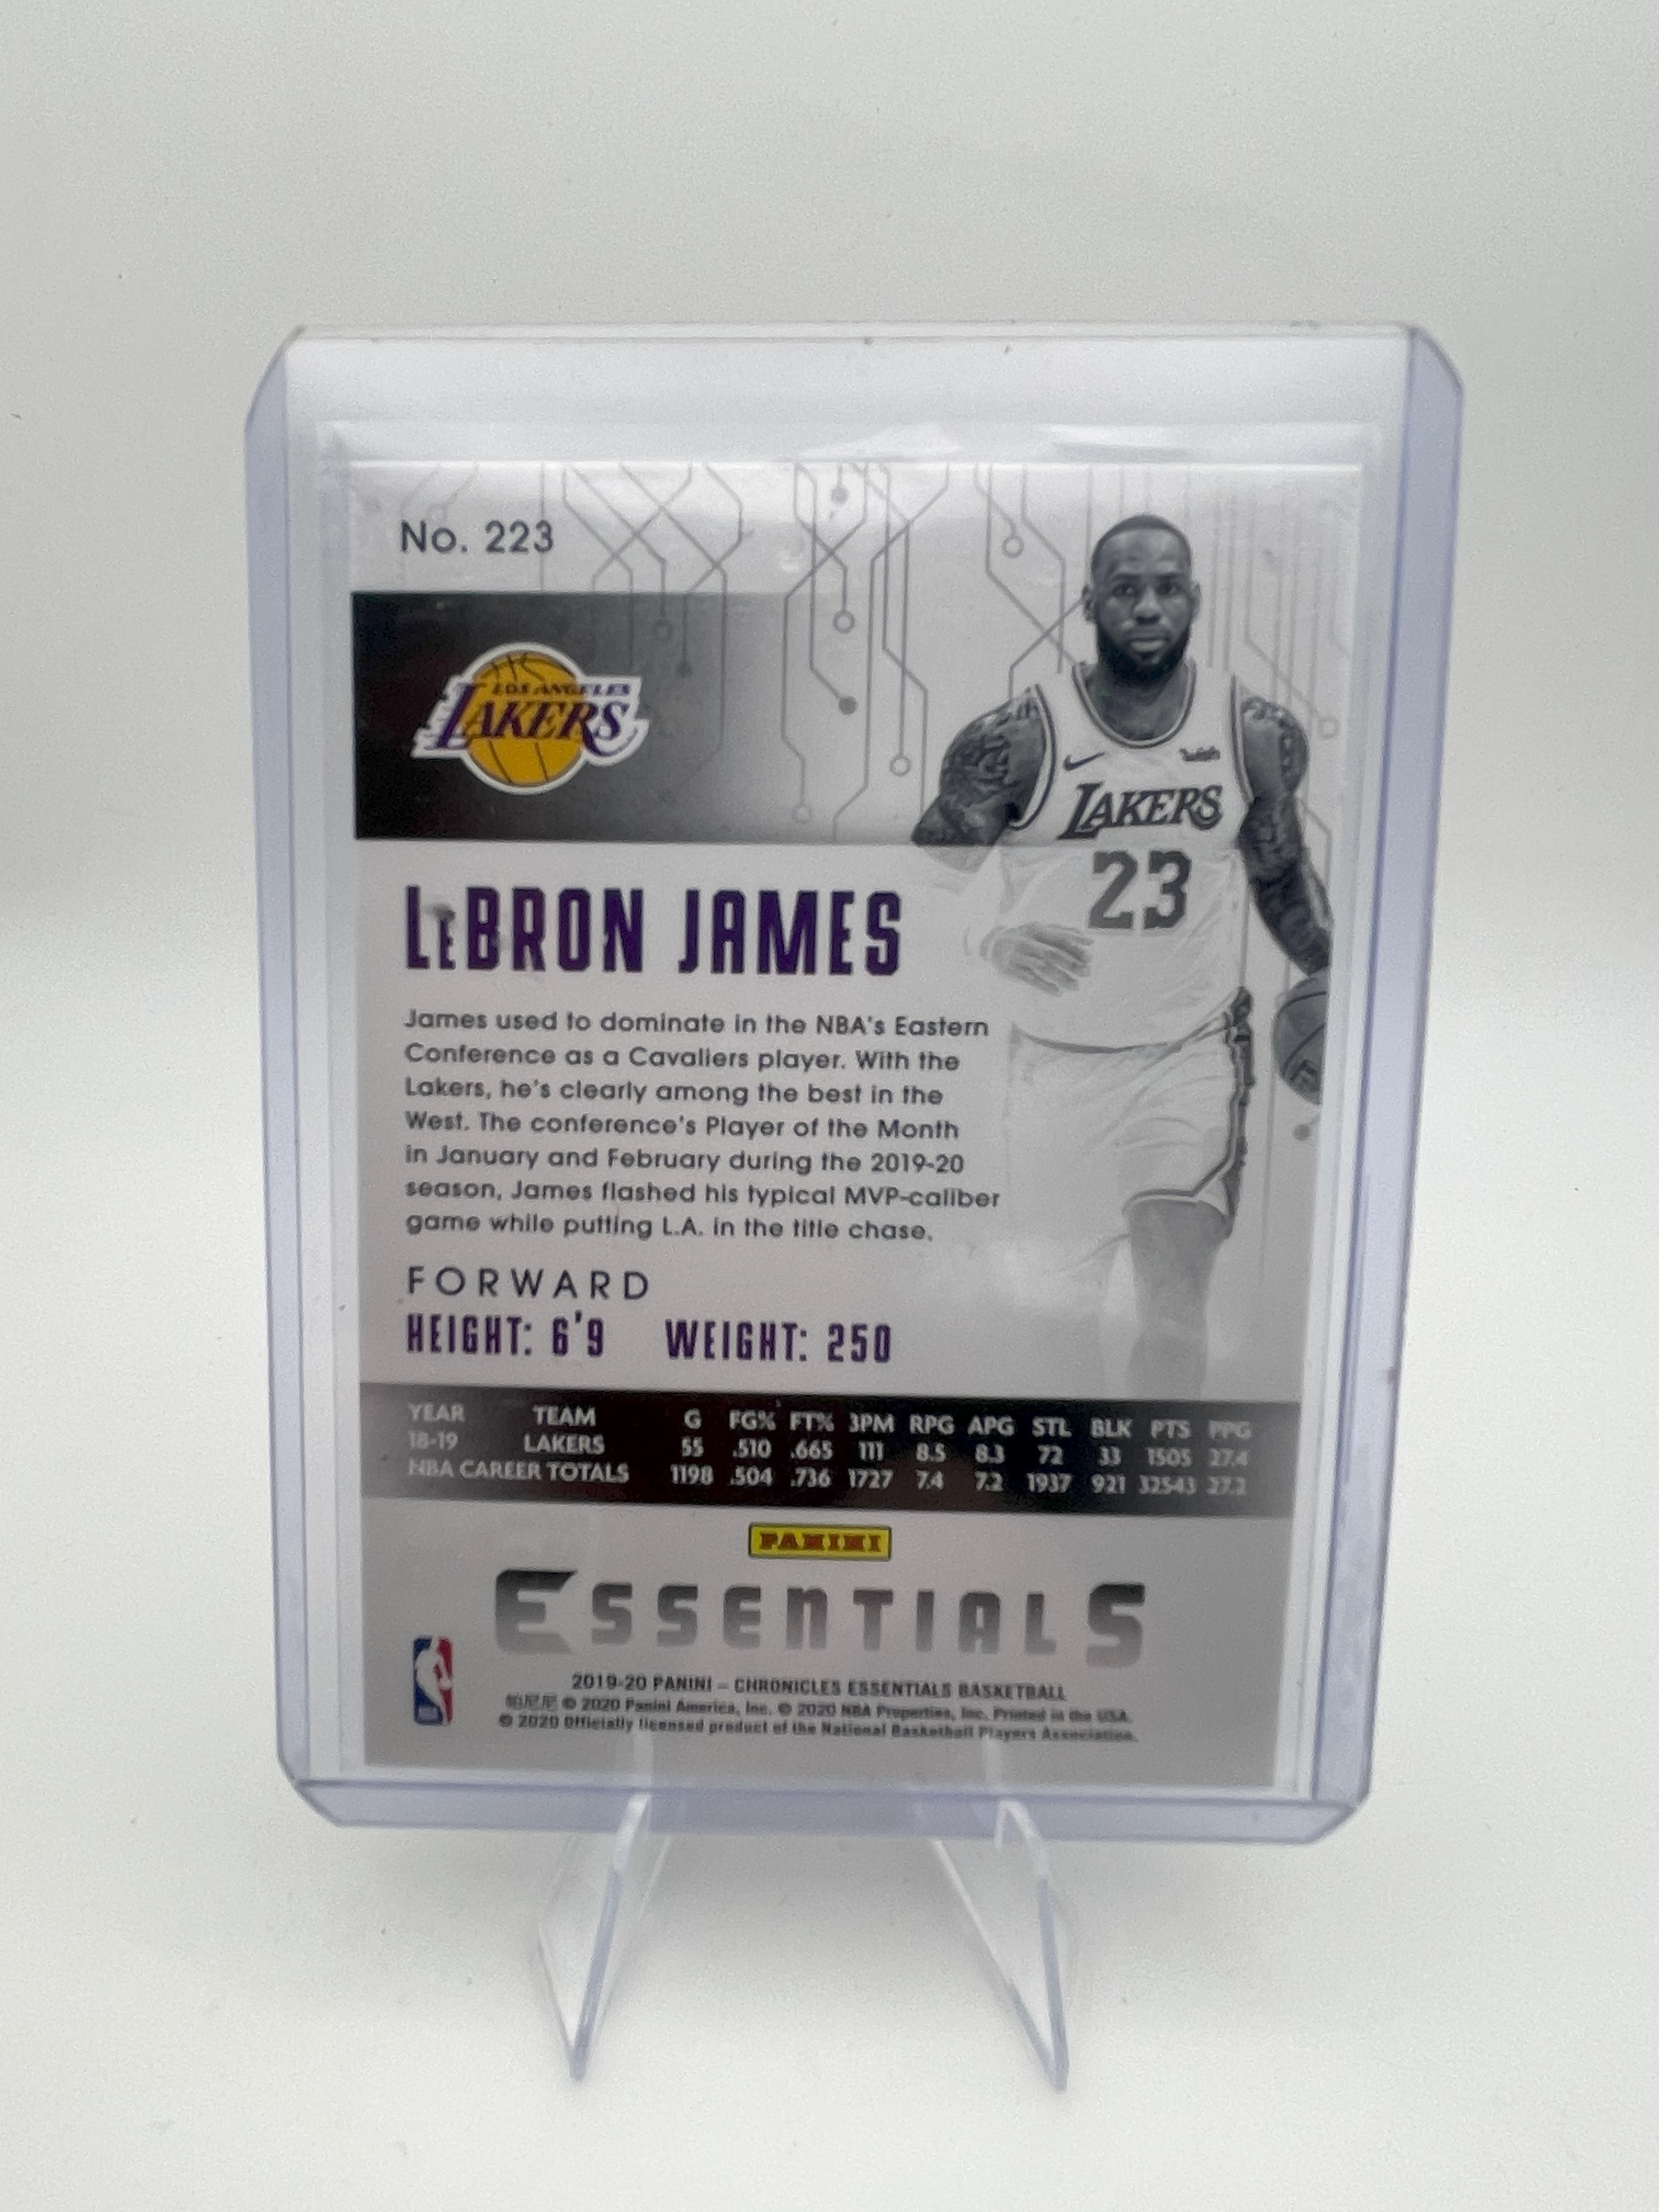 No. 223
LOS ANGELES
LAKERS
LAKERS
23
LeBRON JAMES
James used to dominate in the NBA's Eastern
Conference as a Cavaliers player. With the
Lakers, he's clearly among the best in the
West. The conference's Player of the Month
in January and February during the 2019-20
season, James flashed his typical MVP-caliber
game while putting L.A. in the title chase.
FORWARD
HEIGHT: 6'9 WEIGHT: 250
YEAR TEAM G FG% FT% 3PM RPG APG STL BLK PTS PPG
18-19 LAKERS 55 .510 .665 111 8.5 8.3 72 33 1505 27.4
NBA CAREER TOTALS 1198 .504 .736 1727 7.4 7.2 1937 921 32543 27.2
PANINI
ESSENTIALS
2019-20 PANINI – CHRONICLES ESSENTIALS BASKETBALL
帕尼尼 © 2020 Panini America, Inc. © 2020 NBA Properties, Inc. Printed in the USA.
© 2020 Officially licensed product of the National Basketball Players Association.